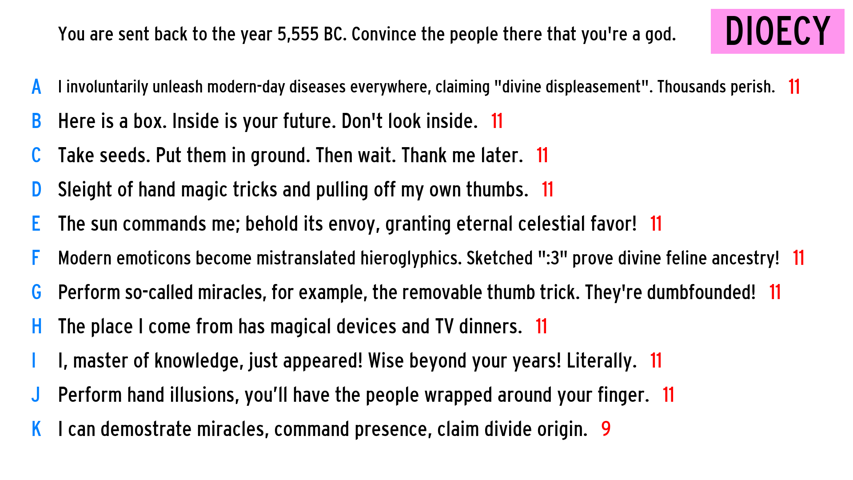 You are sent back to the year 5,555 BC. Convince the people there that you're a god.
DIOECY
A I involuntarily unleash modern-day diseases everywhere, claiming "divine displeasement". Thousands perish. 11
B Here is a box. Inside is your future. Don't look inside. 11
C Take seeds. Put them in ground. Then wait. Thank me later. 11
D Sleight of hand magic tricks and pulling off my own thumbs. 11
E The sun commands me; behold its envoy, granting eternal celestial favor! 11
F Modern emoticons become mistranslated hieroglyphics. Sketched ":3" prove divine feline ancestry! 11
G Perform so-called miracles, for example, the removable thumb trick. They're dumbfounded! 11
H The place I come from has magical devices and TV dinners. 11
I I, master of knowledge, just appeared! Wise beyond your years! Literally. 11
J Perform hand illusions, you’ll have the people wrapped around your finger. 11
K I can demostrate miracles, command presence, claim divide origin. 9